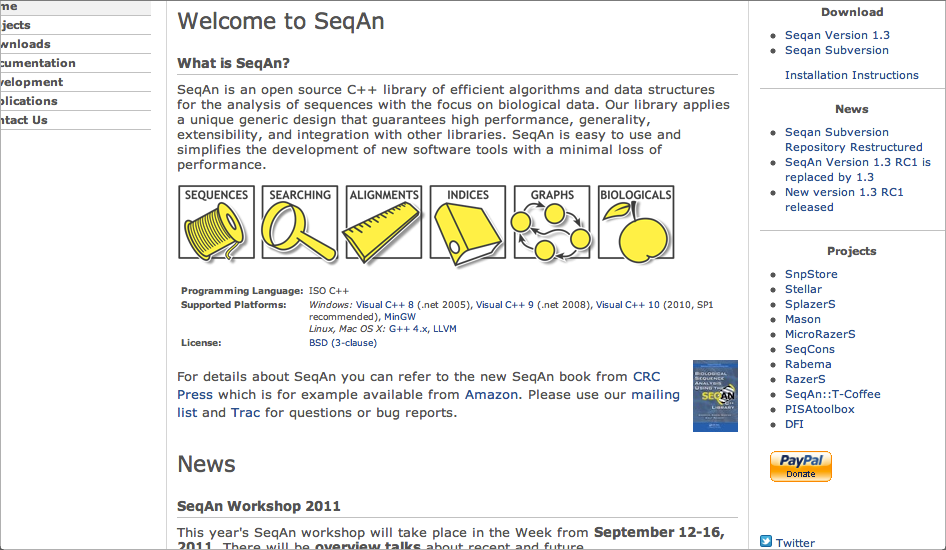 me
jects
wnloads
cumentation
velopment
blications
ntact Us
Welcome to SeqAn
What is SeqAn?
SeqAn is an open source C++ library of efficient algorithms and data structures
for the analysis of sequences with the focus on biological data. Our library applies
a unique generic design that guarantees high performance, generality,
extensibility, and integration with other libraries. SeqAn is easy to use and
simplifies the development of new software tools with a minimal loss of
performance.
SEQUENCES
SEARCHING
ALIGNMENTS
INDICES
GRAPHS
BIOLOGICALS
Programming Language: ISO C++
Supported Platforms: Windows: Visual C++ 8 (.net 2005), Visual C++ 9 (.net 2008), Visual C++ 10 (2010, SP1
recommended), MinGW
Linux, Mac OS X: G++ 4.x, LLVM
License: BSD (3-clause)
For details about SeqAn you can refer to the new SeqAn book from CRC
Press which is for example available from Amazon. Please use our mailing
list and Trac for questions or bug reports.
BIOLOGICAL
SEQUENCE
ANALYSIS
USING THE
SEQAN
C++
LIBRARY
News
SeqAn Workshop 2011
This year's SeqAn workshop will take place in the Week from September 12-16,
2011. There will be overview talks about recent and future
Download
Seqan Version 1.3
Seqan Subversion
Installation Instructions
News
Seqan Subversion
Repository Restructured
SeqAn Version 1.3 RC1 is
replaced by 1.3
New version 1.3 RC1
released
Projects
SnpStore
Stellar
SplazerS
Mason
MicroRazerS
SeqCons
Rabema
RazerS
SeqAn::T-Coffee
PISAtoolbox
DFI
PayPal
Donate
Twitter